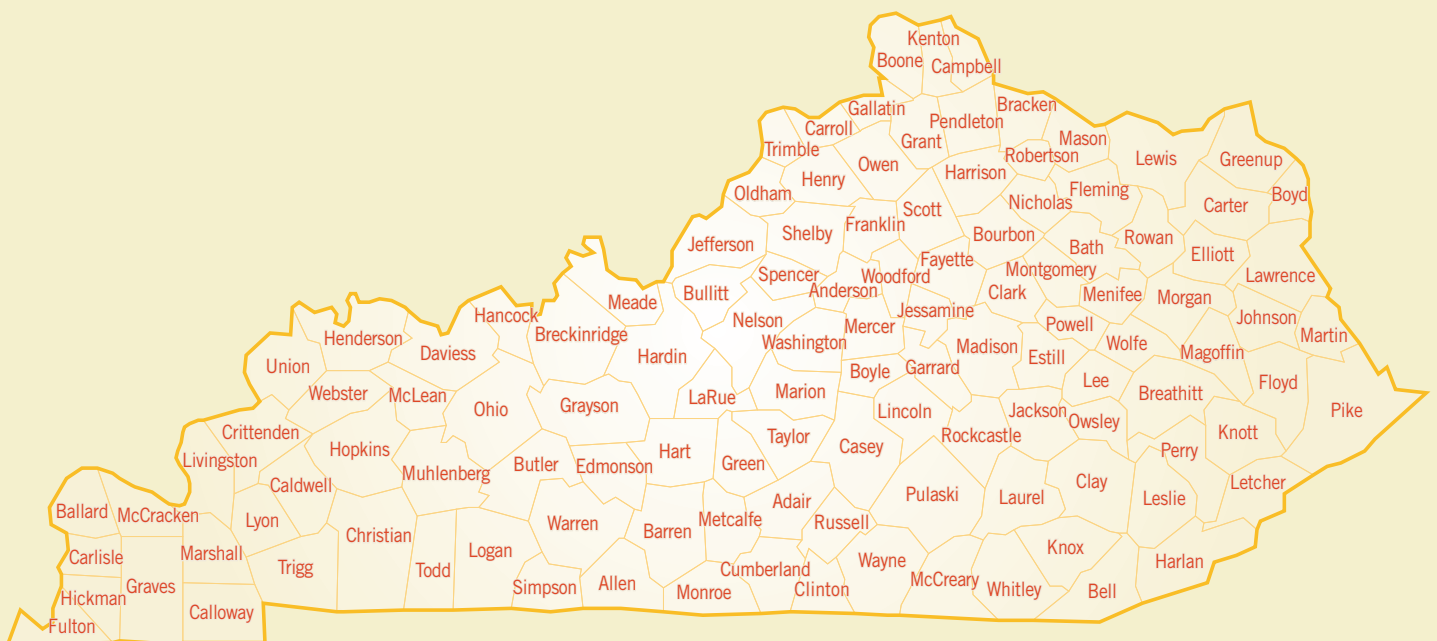 Kenton
Boone
Campbell
Gallatin
Bracken
Carroll
Pendleton
Grant
Mason
Trimble
Robertson
Lewis
Greenup
Owen
Henry
Harrison
Oldham
Fleming
Boyd
Nicholas
Carter
Scott
Franklin
Shelby
Bourbon
Rowan
Jefferson
Bath
Elliott
Fayette
Montgomery
Spencer
Woodford
Lawrence
Anderson
Clark
Bullitt
Menifee
Morgan
Meade
Jessamine
Hancock
Nelson
Mercer
Powell
Johnson
Breckinridge
Washington
Martin
Henderson
Madison
Wolfe
Daviess
Hardin
Estill
Magoffin
Union
Boyle
Garrard
Lee
Floyd
Webster
McLean
LaRue
Marion
Breathitt
Ohio
Grayson
Lincoln
Jackson
Owsley
Pike
Crittenden
Taylor
Rockcastle
Knott
Hopkins
Hart
Casey
Perry
Livingston
Muhlenberg
Butler
Edmonson
Green
Caldwell
Clay
Letcher
Pulaski
Laurel
Leslie
Adair
Ballard
McCracken
Lyon
Warren
Metcalfe
Russell
Christian
Barren
Knox
Carlisle
Marshall
Logan
Wayne
Harlan
Trigg
Todd
Cumberland
Graves
Simpson
Allen
McCreary
Monroe
Clinton
Whitley
Bell
Hickman
Calloway
Fulton